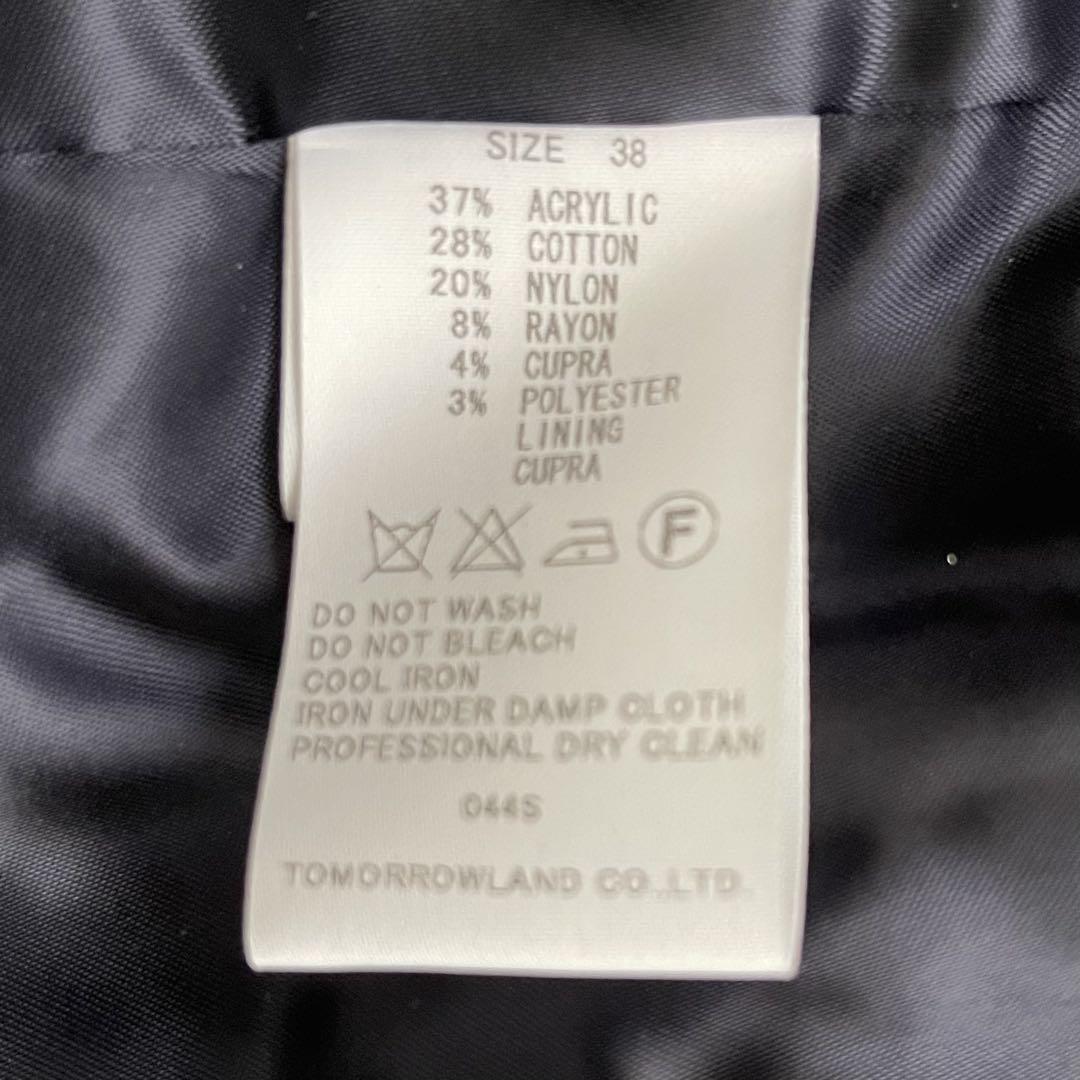 SIZE 38
37% ACRYLIC
28% COTTON
20% NYLON
8% RAYON
4% CUPRA
3% POLYESTER
LINING
CUPRA
F
DO NOT WASH
DO NOT BLEACH
COOL IRON
IRON UNDER DAMP CLOTH
PROFESSIONAL DRY CLEAN
044S
TOMORROWLAND CO.,LTD.